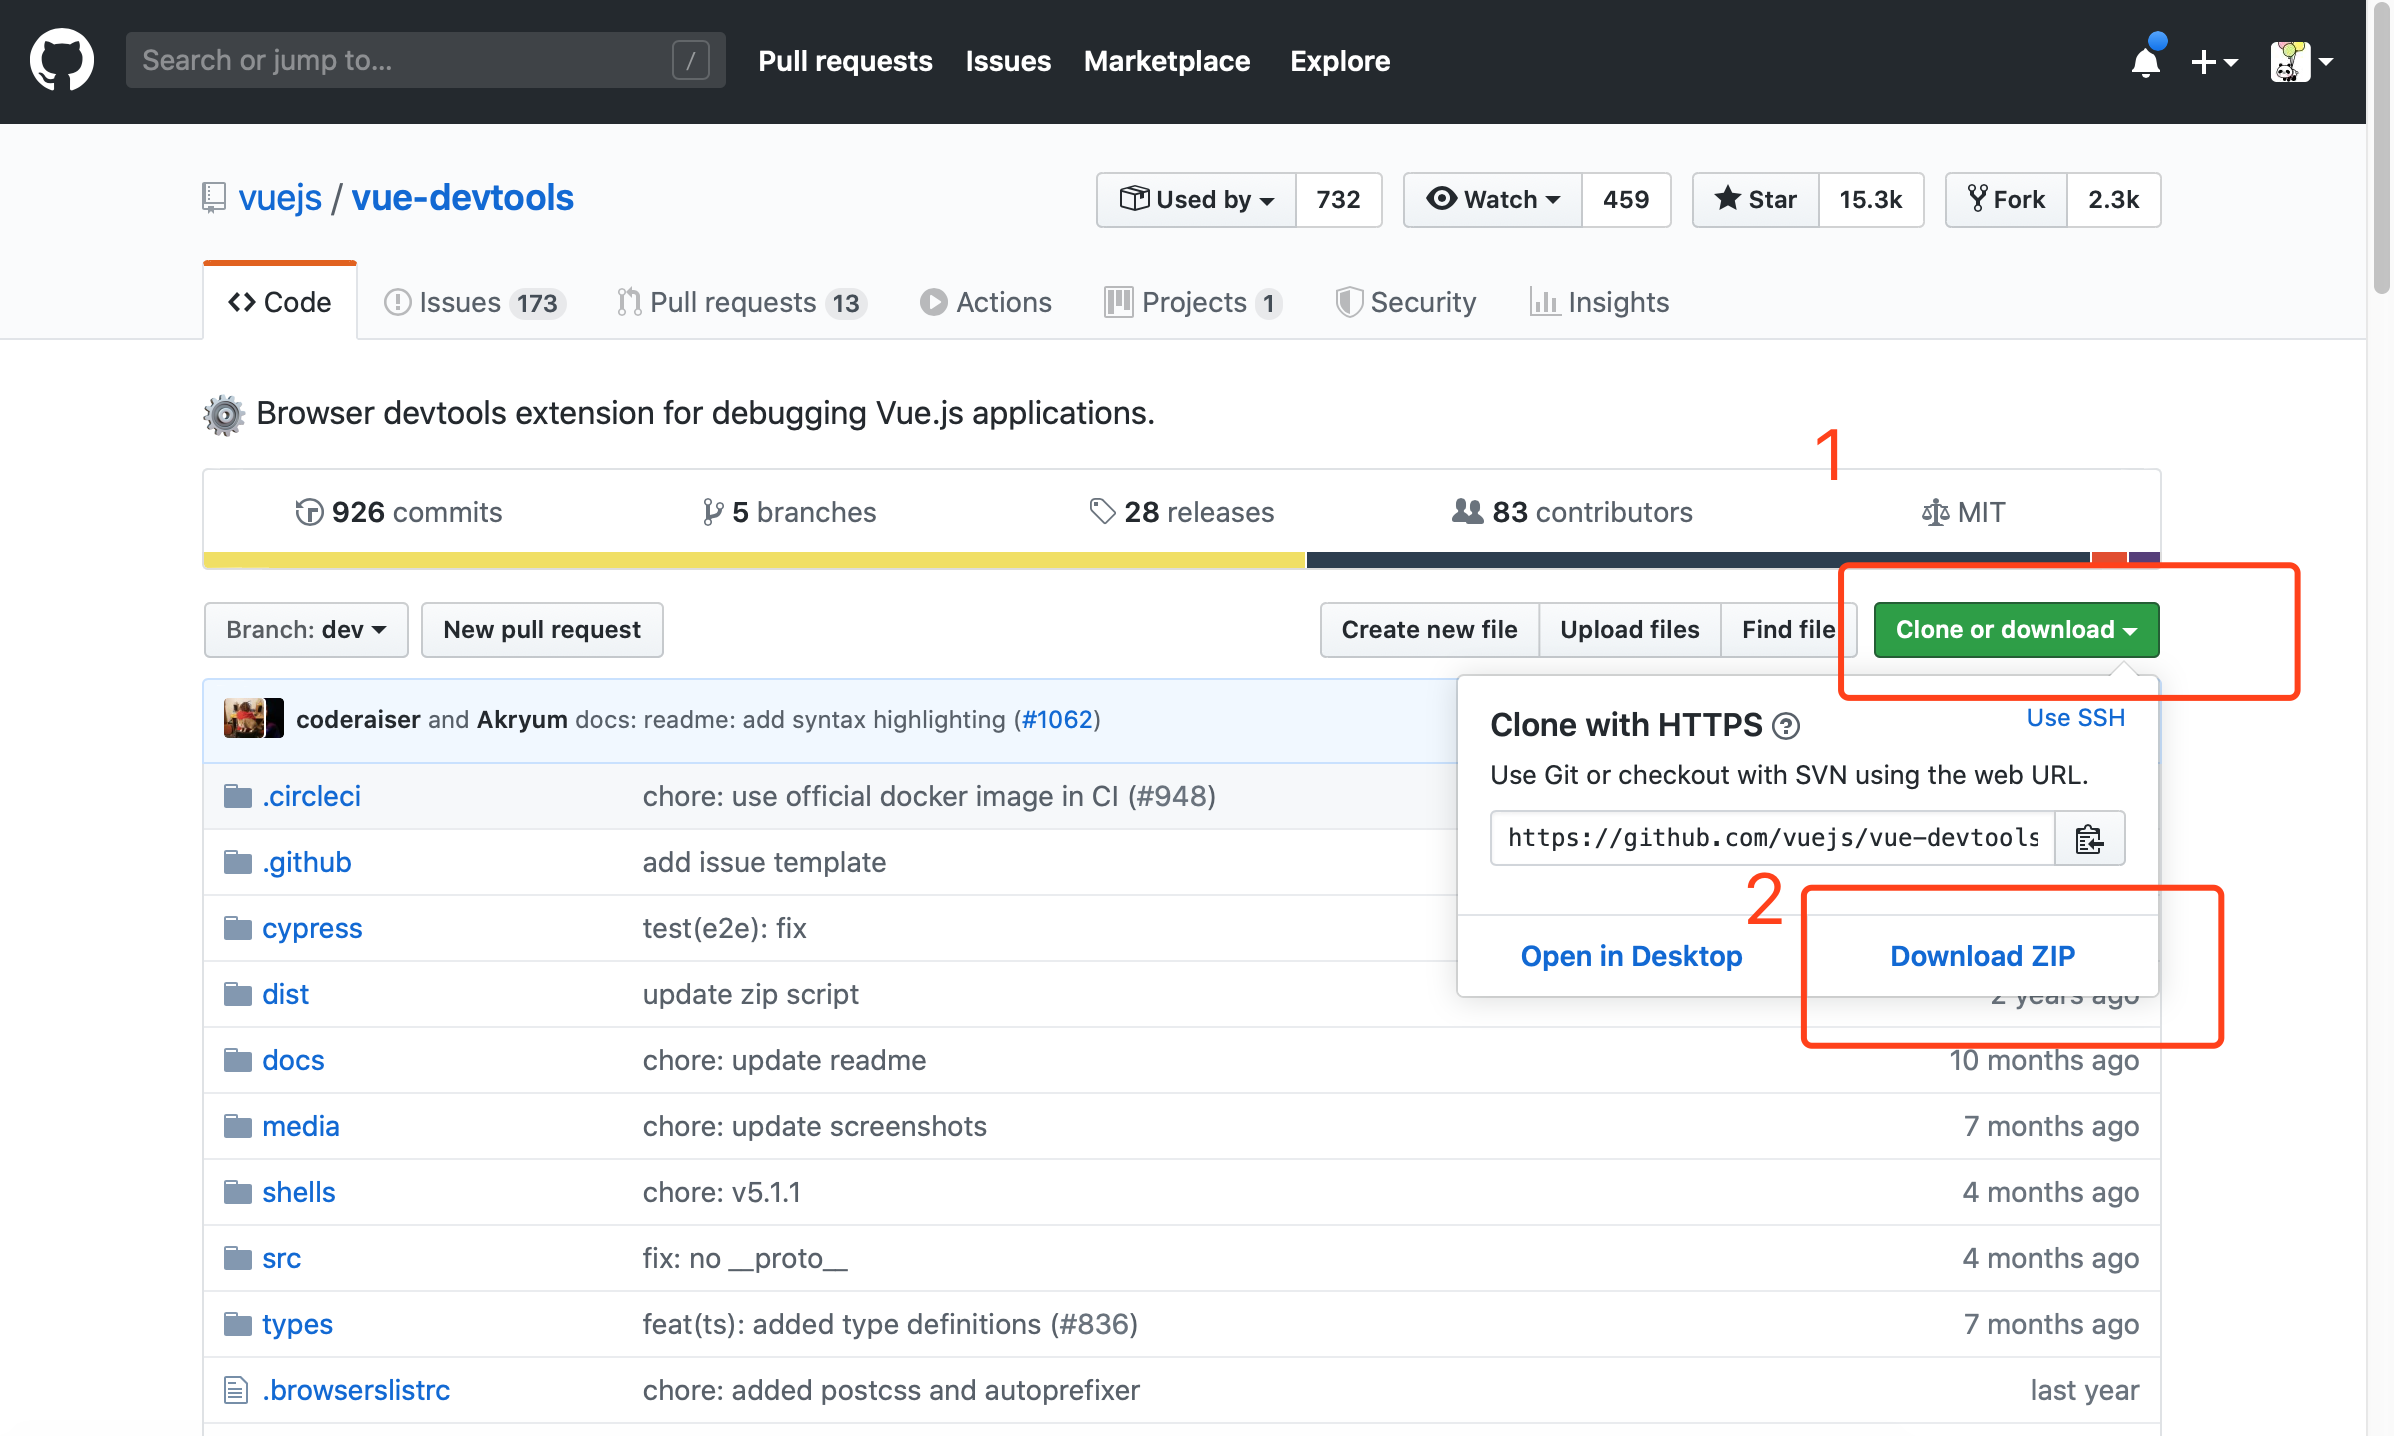 Search or jump to... /
Pull requests Issues Marketplace Explore
vuejs / vue-devtools
Used by 732 Watch 459 Star 15.3k Fork 2.3k
Code Issues 173 Pull requests 13 Actions Projects 1 Security Insights
Browser devtools extension for debugging Vue.js applications.
1
926 commits 5 branches 28 releases 83 contributors MIT
Branch: dev New pull request Create new file Upload files Find file Clone or download
coderaiser and Akryum docs: readme: add syntax highlighting (#1062)
Clone with HTTPS ? Use SSH
Use Git or checkout with SVN using the web URL.
https://github.com/vuejs/vue-devtools
2
Open in Desktop Download ZIP
.circleci chore: use official docker image in CI (#948)
.github add issue template
cypress test(e2e): fix
dist update zip script 2 years ago
docs chore: update readme 10 months ago
media chore: update screenshots 7 months ago
shells chore: v5.1.1 4 months ago
src fix: no __proto__ 4 months ago
types feat(ts): added type definitions (#836) 7 months ago
.browserslistrc chore: added postcss and autoprefixer last year